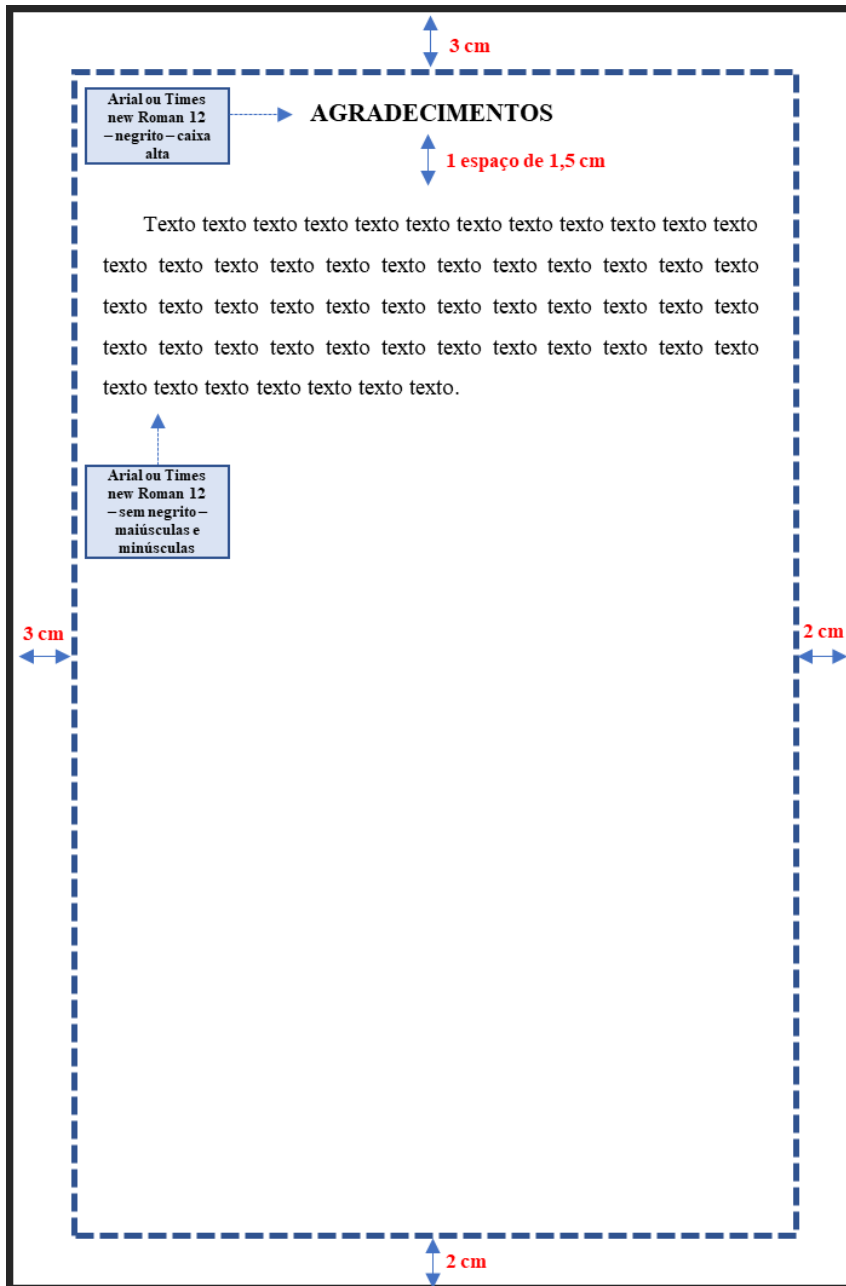 3 cm
Arial ou Times
new Roman 12
– negrito – caixa
alta
AGRADECIMENTOS
1 espaço de 1,5 cm
Texto texto texto texto texto texto texto texto texto texto texto texto
texto texto texto texto texto texto texto texto texto texto texto texto
texto texto texto texto texto texto texto texto texto texto texto texto
texto texto texto texto texto texto texto texto texto texto texto texto
texto texto texto texto texto texto texto.
Arial ou Times
new Roman 12
– sem negrito –
maiúsculas e
minúsculas
3 cm
2 cm
2 cm